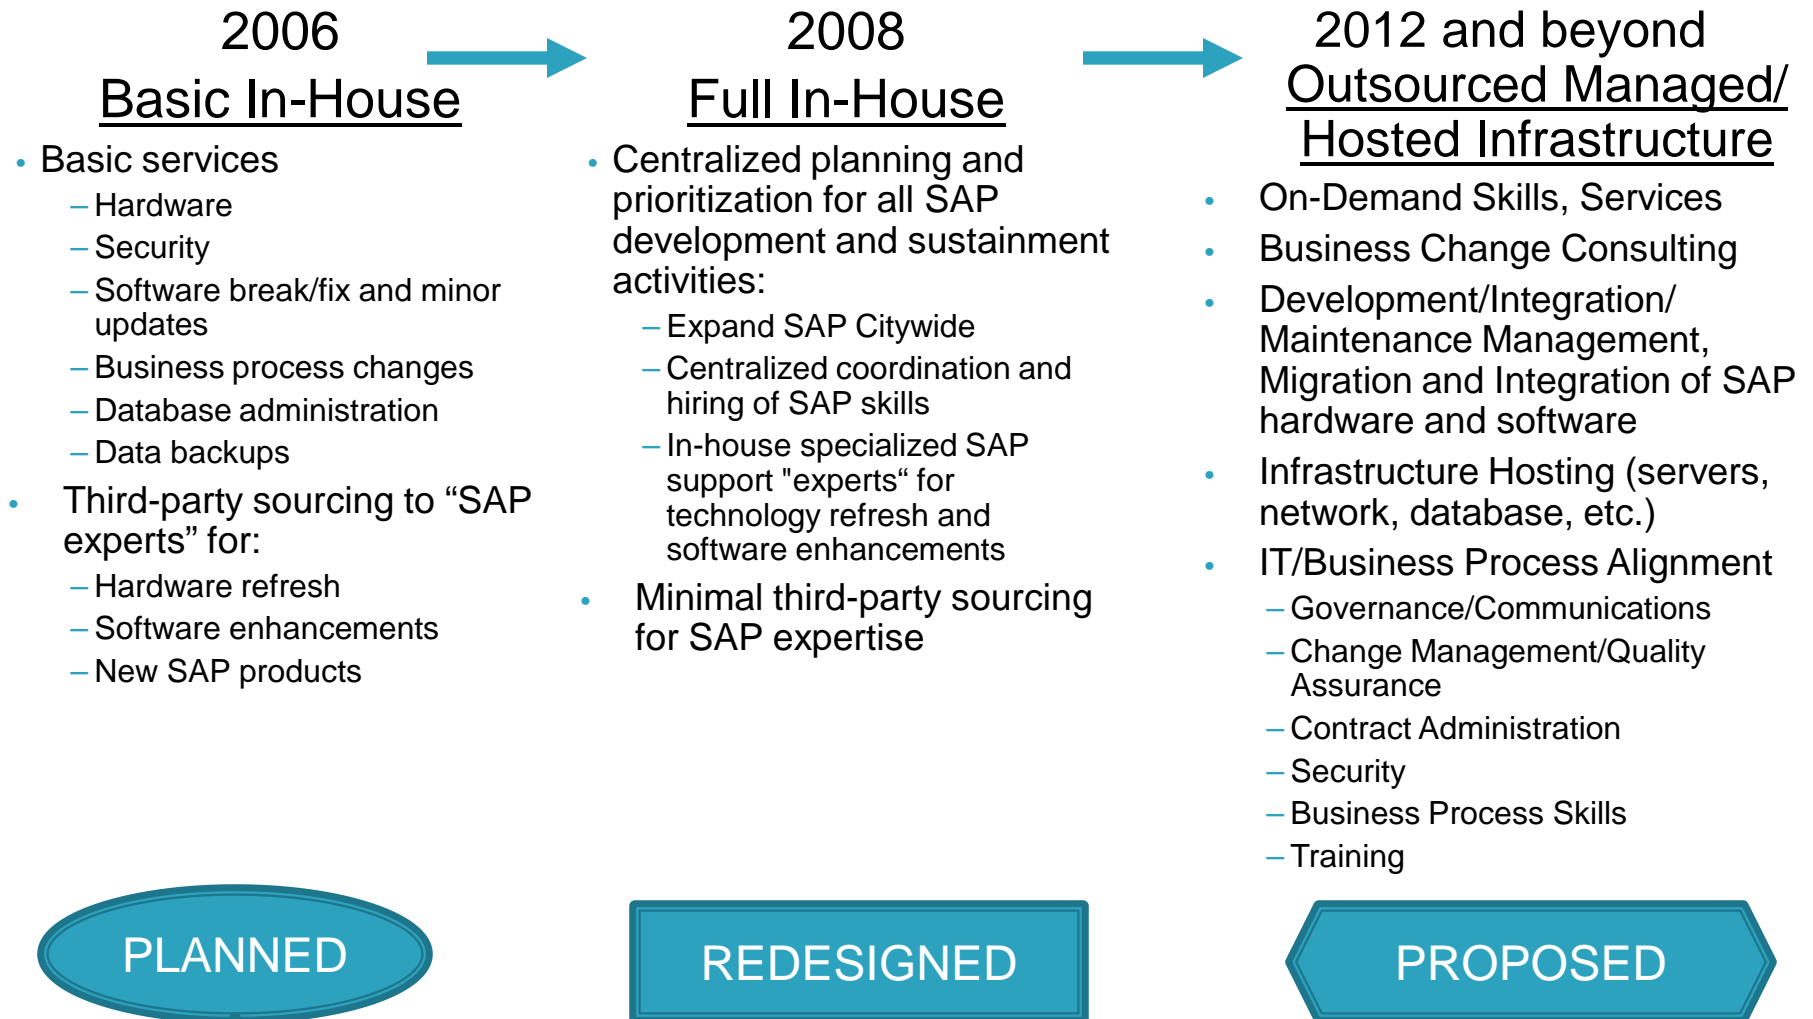 2006
Basic In-House
• Basic services
– Hardware
– Security
– Software break/fix and minor
updates
– Business process changes
– Database administration
– Data backups
• Third-party sourcing to “SAP
experts” for:
– Hardware refresh
– Software enhancements
– New SAP products
PLANNED
2008
Full In-House
• Centralized planning and
prioritization for all SAP
development and sustainment
activities:
– Expand SAP Citywide
– Centralized coordination and
hiring of SAP skills
– In-house specialized SAP
support "experts“ for
technology refresh and
software enhancements
• Minimal third-party sourcing
for SAP expertise
REDESIGNED
2012 and beyond
Outsourced Managed/
Hosted Infrastructure
• On-Demand Skills, Services
• Business Change Consulting
• Development/Integration/
Maintenance Management,
Migration and Integration of SAP
hardware and software
• Infrastructure Hosting (servers,
network, database, etc.)
• IT/Business Process Alignment
– Governance/Communications
– Change Management/Quality
Assurance
– Contract Administration
– Security
– Business Process Skills
– Training
PROPOSED